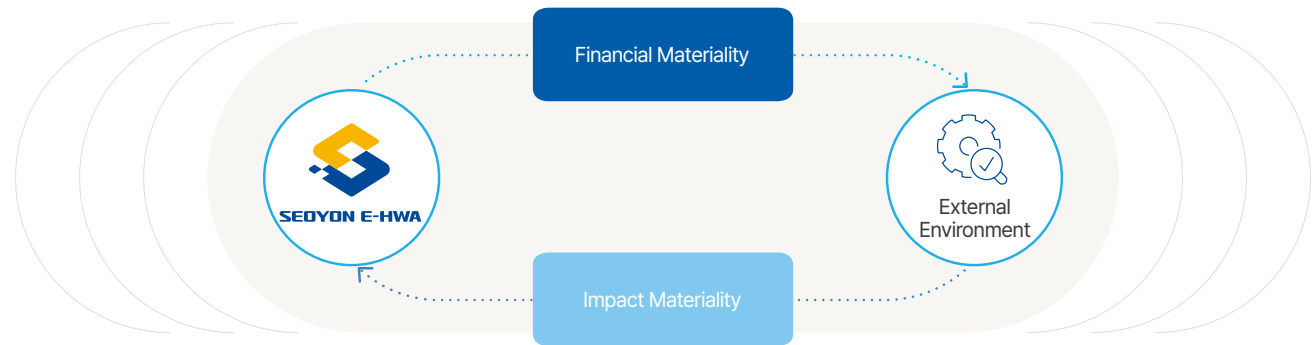 Financial Materiality
SEOYON E-HWA
External
Environment
Impact Materiality